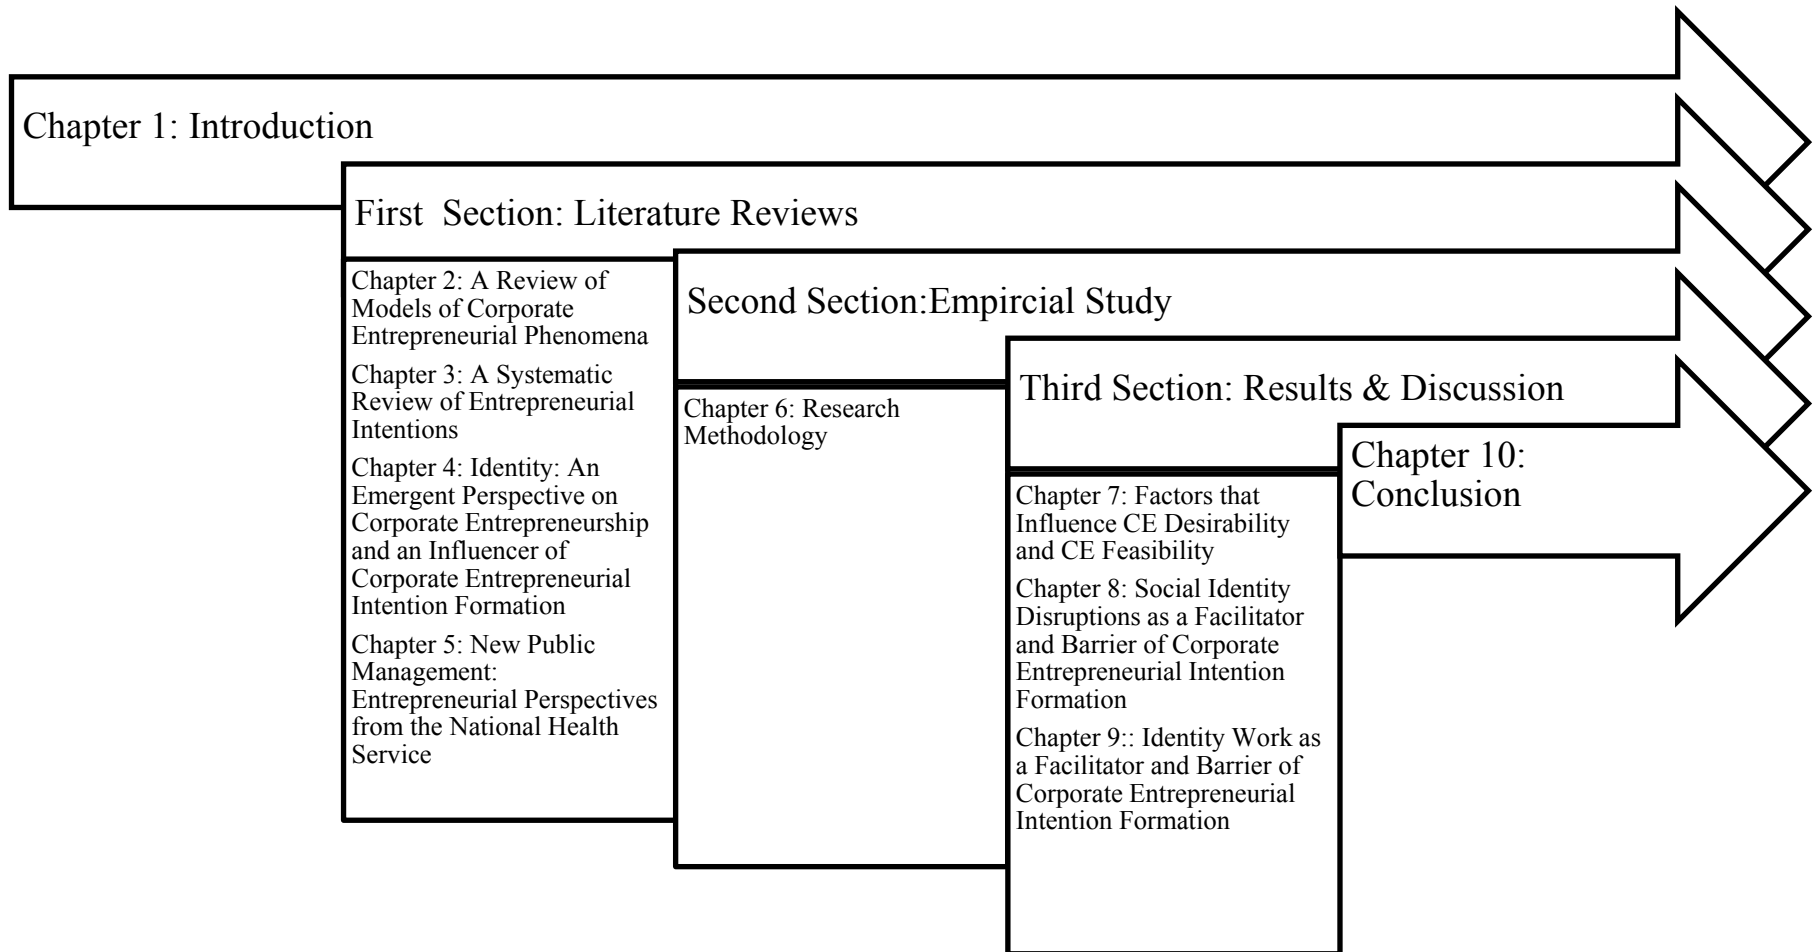 Chapter 1: Introduction
First  Section: Literature Reviews
Chapter 2: A Review of
Models of Corporate
Entrepreneurial Phenomena
Chapter 3: A Systematic
Review of Entrepreneurial
Intentions
Chapter 4: Identity: An
Emergent Perspective on
Corporate Entrepreneurship
and an Influencer of
Corporate Entrepreneurial
Intention Formation
Chapter 5: New Public
Management:
Entrepreneurial Perspectives
from the National Health
Service
Second Section:Empircial Study
Chapter 6: Research
Methodology
Third Section: Results & Discussion
Chapter 7: Factors that
Influence CE Desirability
and CE Feasibility
Chapter 8: Social Identity
Disruptions as a Facilitator
and Barrier of Corporate
Entrepreneurial Intention
Formation
Chapter 9:: Identity Work as
a Facilitator and Barrier of
Corporate Entrepreneurial
Intention Formation
Chapter 10:
Conclusion